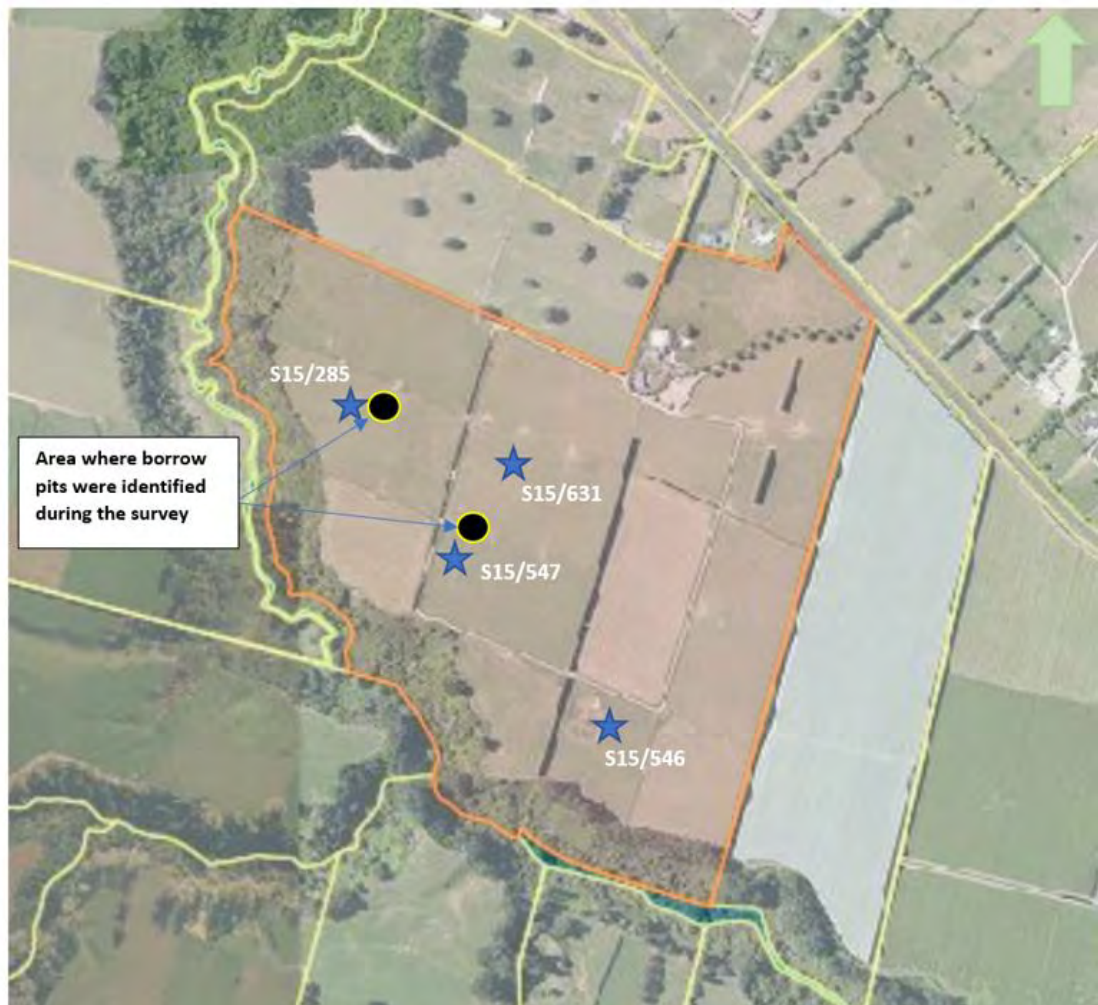 S15/285
Area where borrow
pits were identified
during the survey
S15/631
S15/547
S15/546